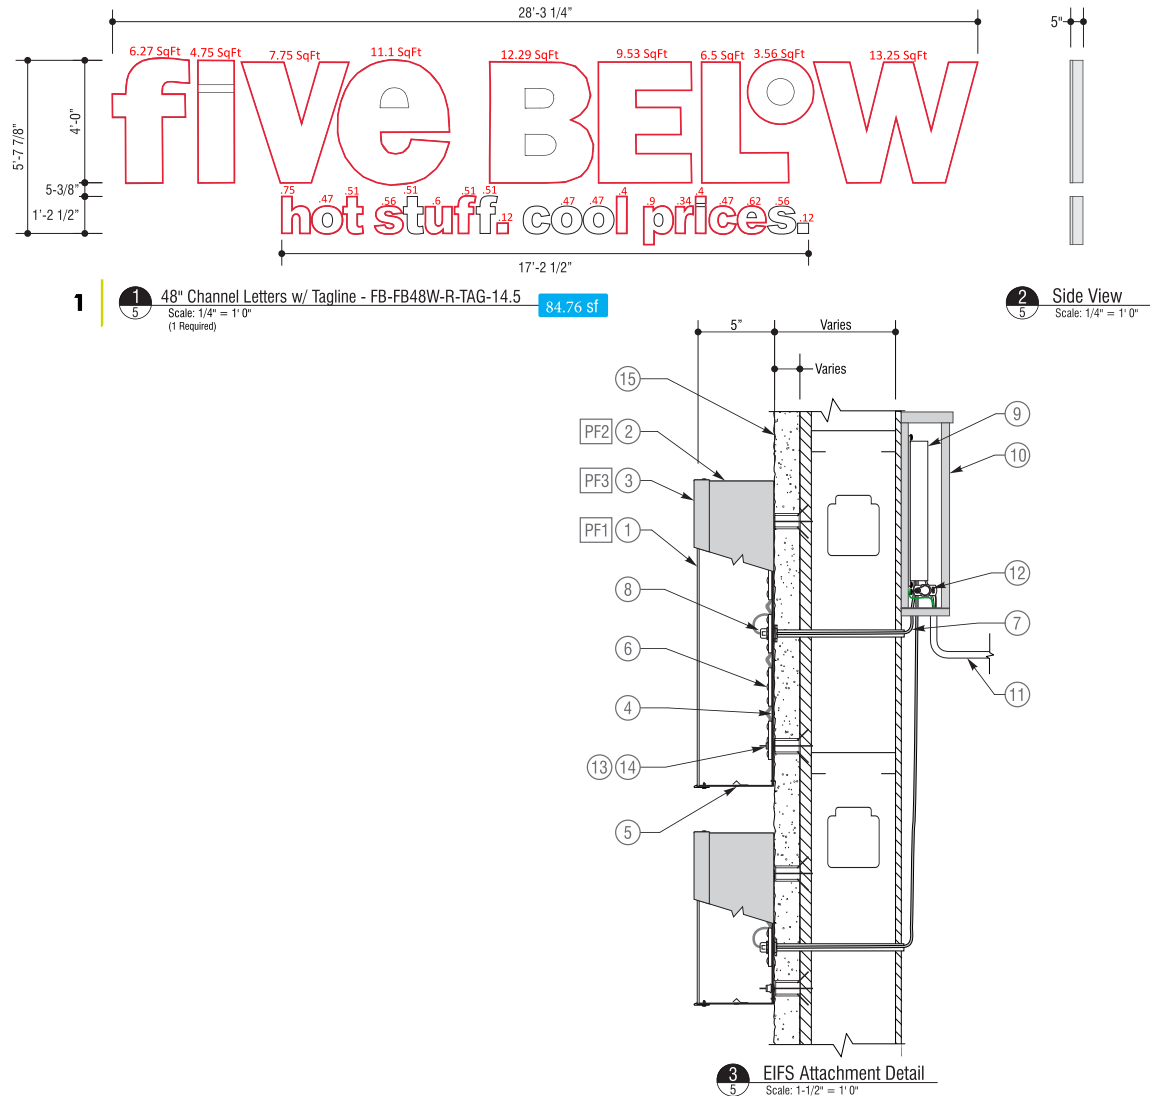 28'-3 1/4"
5"
6.27 SqFt 4.75 SqFt 7.75 SqFt 11.1 SqFt 12.29 SqFt 9.53 SqFt 6.5 SqFt 3.56 SqFt 13.25 SqFt
five BELOW
5'-7 7/8"
4'-0"
5-3/8"
1'-2 1/2"
.75 .47 .51 .56 .51 .6 .51 .51 .12 .47 .47 .4 .9 .34 .4 .47 .62 .56 .12
hot stuff. cool prices.
17'-2 1/2"
1
1
5
48" Channel Letters w/ Tagline - FB-FB48W-R-TAG-14.5
Scale: 1/4" = 1' 0"
(1 Required)
84.76 sf
2
5
Side View
Scale: 1/4" = 1' 0"
5"
Varies
Varies
15
9
PF2 2
10
PF3 3
PF1 1
12
8
7
6
11
4
13 14
5
3
5
EIFS Attachment Detail
Scale: 1-1/2" = 1' 0"